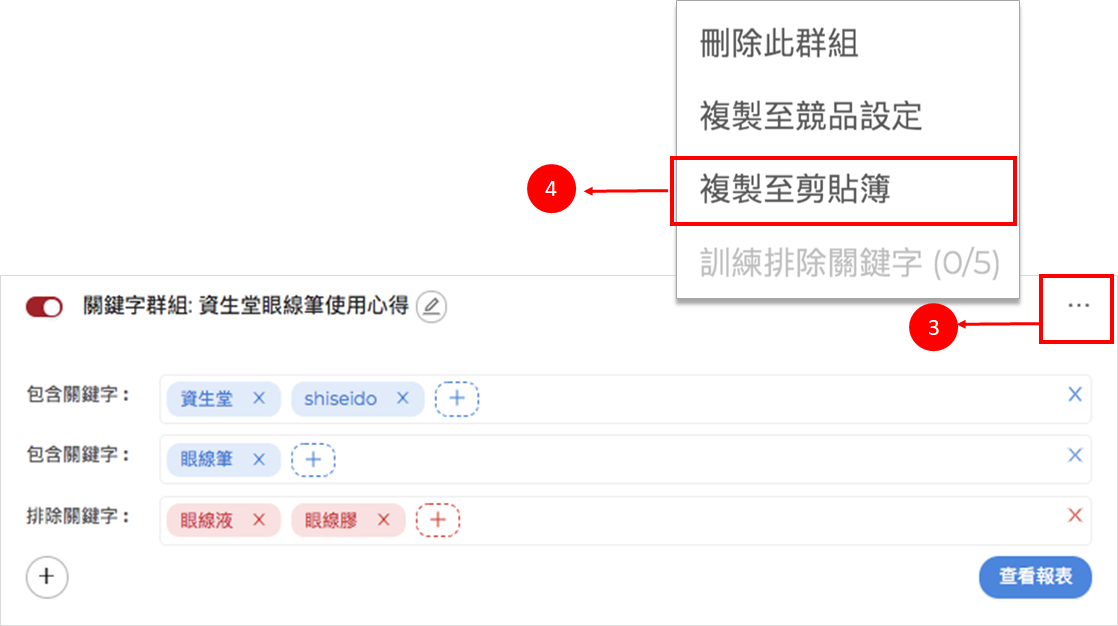 刪除此群組
複製至競品設定
4
複製至剪貼簿
訓練排除關鍵字 (0/5)
關鍵字群組: 資生堂眼線筆使用心得
...
3
包含關鍵字：
資生堂 ×
shiseido ×
+
×
包含關鍵字：
眼線筆 ×
+
×
排除關鍵字：
眼線液 ×
眼線膠 ×
+
×
+
查看報表